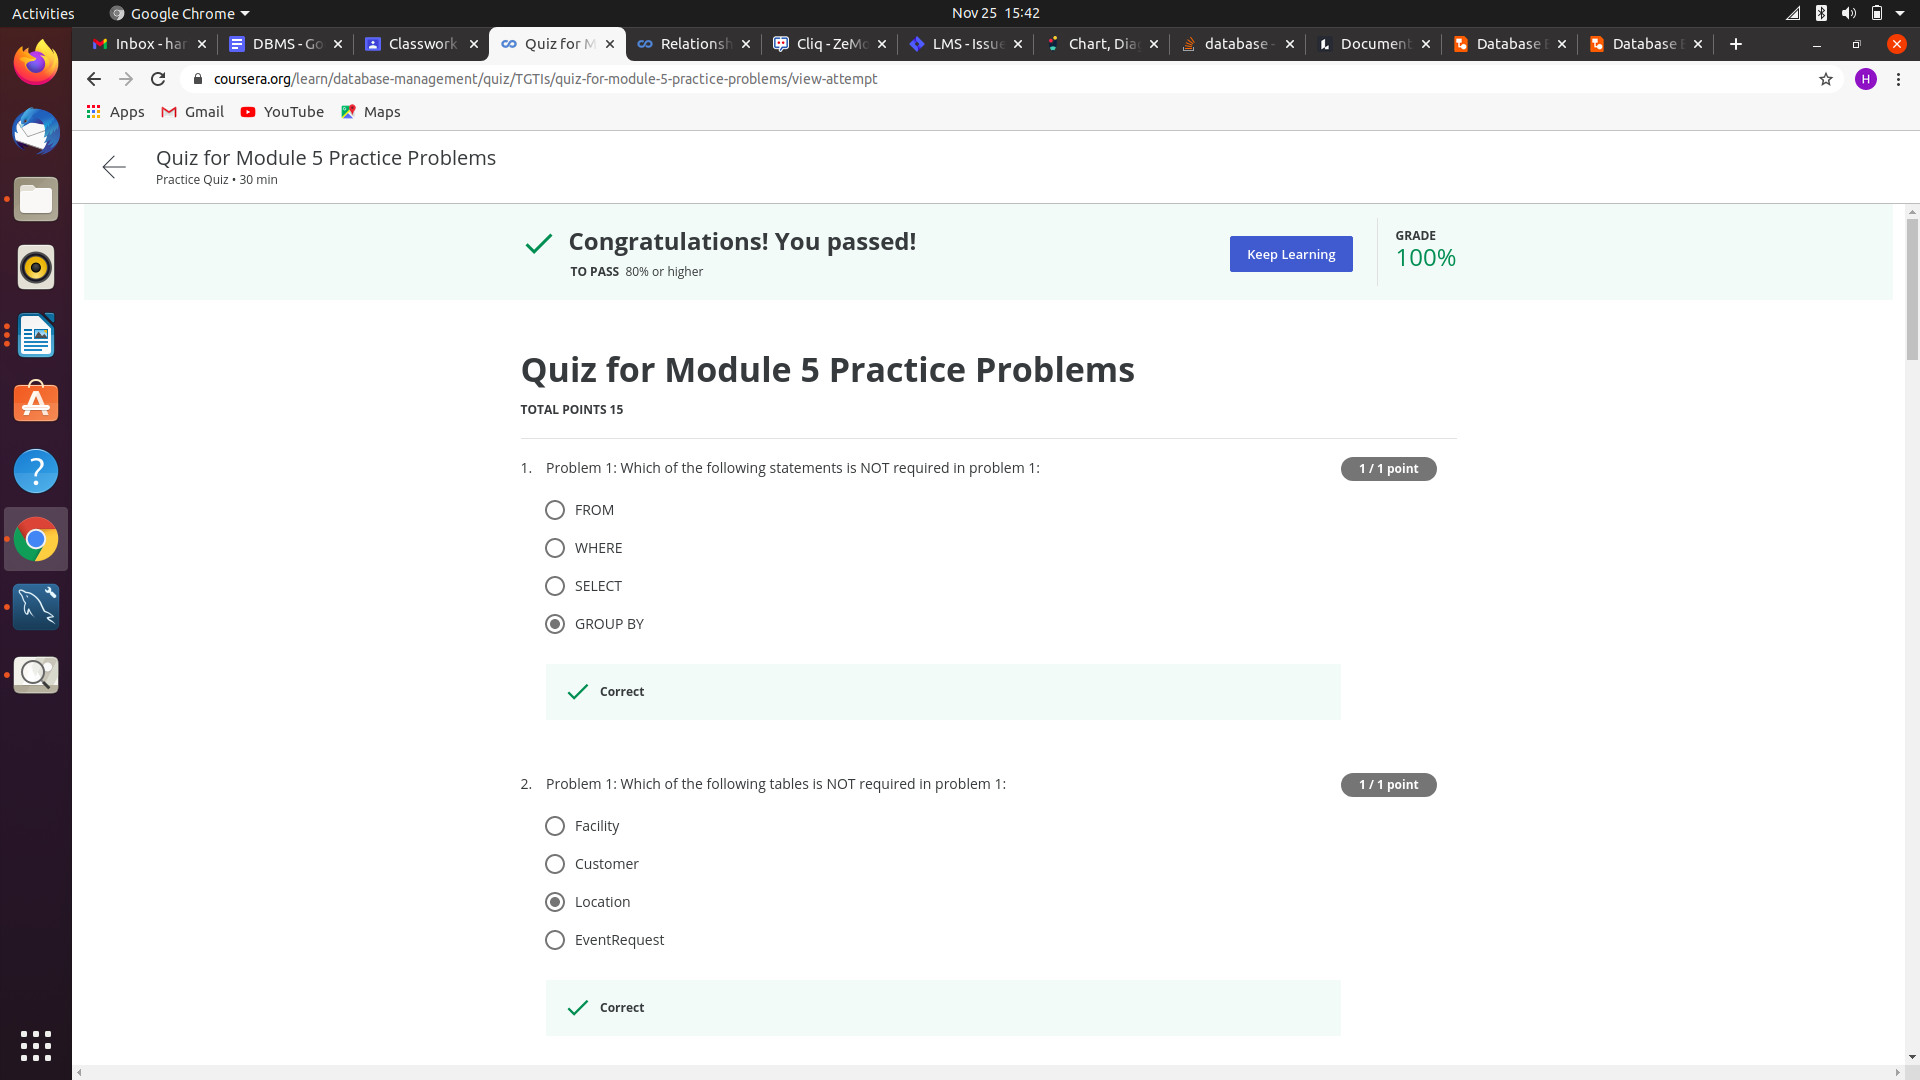 Activities Google Chrome Nov 25 15:42
Inbox - har DBMS - Go Classwork Quiz for M Relationsh Cliq - ZeMo LMS - Issue Chart, Dia database - Document Database Database
coursera.org/learn/database-management/quiz/TGTIs/quiz-for-module-5-practice-problems/view-attempt H
Apps Gmail YouTube Maps
Quiz for Module 5 Practice Problems
Practice Quiz • 30 min
Congratulations! You passed!
TO PASS 80% or higher
Keep Learning
GRADE
100%
Quiz for Module 5 Practice Problems
TOTAL POINTS 15
1. Problem 1: Which of the following statements is NOT required in problem 1: 1 / 1 point
FROM
WHERE
SELECT
GROUP BY
Correct
2. Problem 1: Which of the following tables is NOT required in problem 1: 1 / 1 point
Facility
Customer
Location
EventRequest
Correct